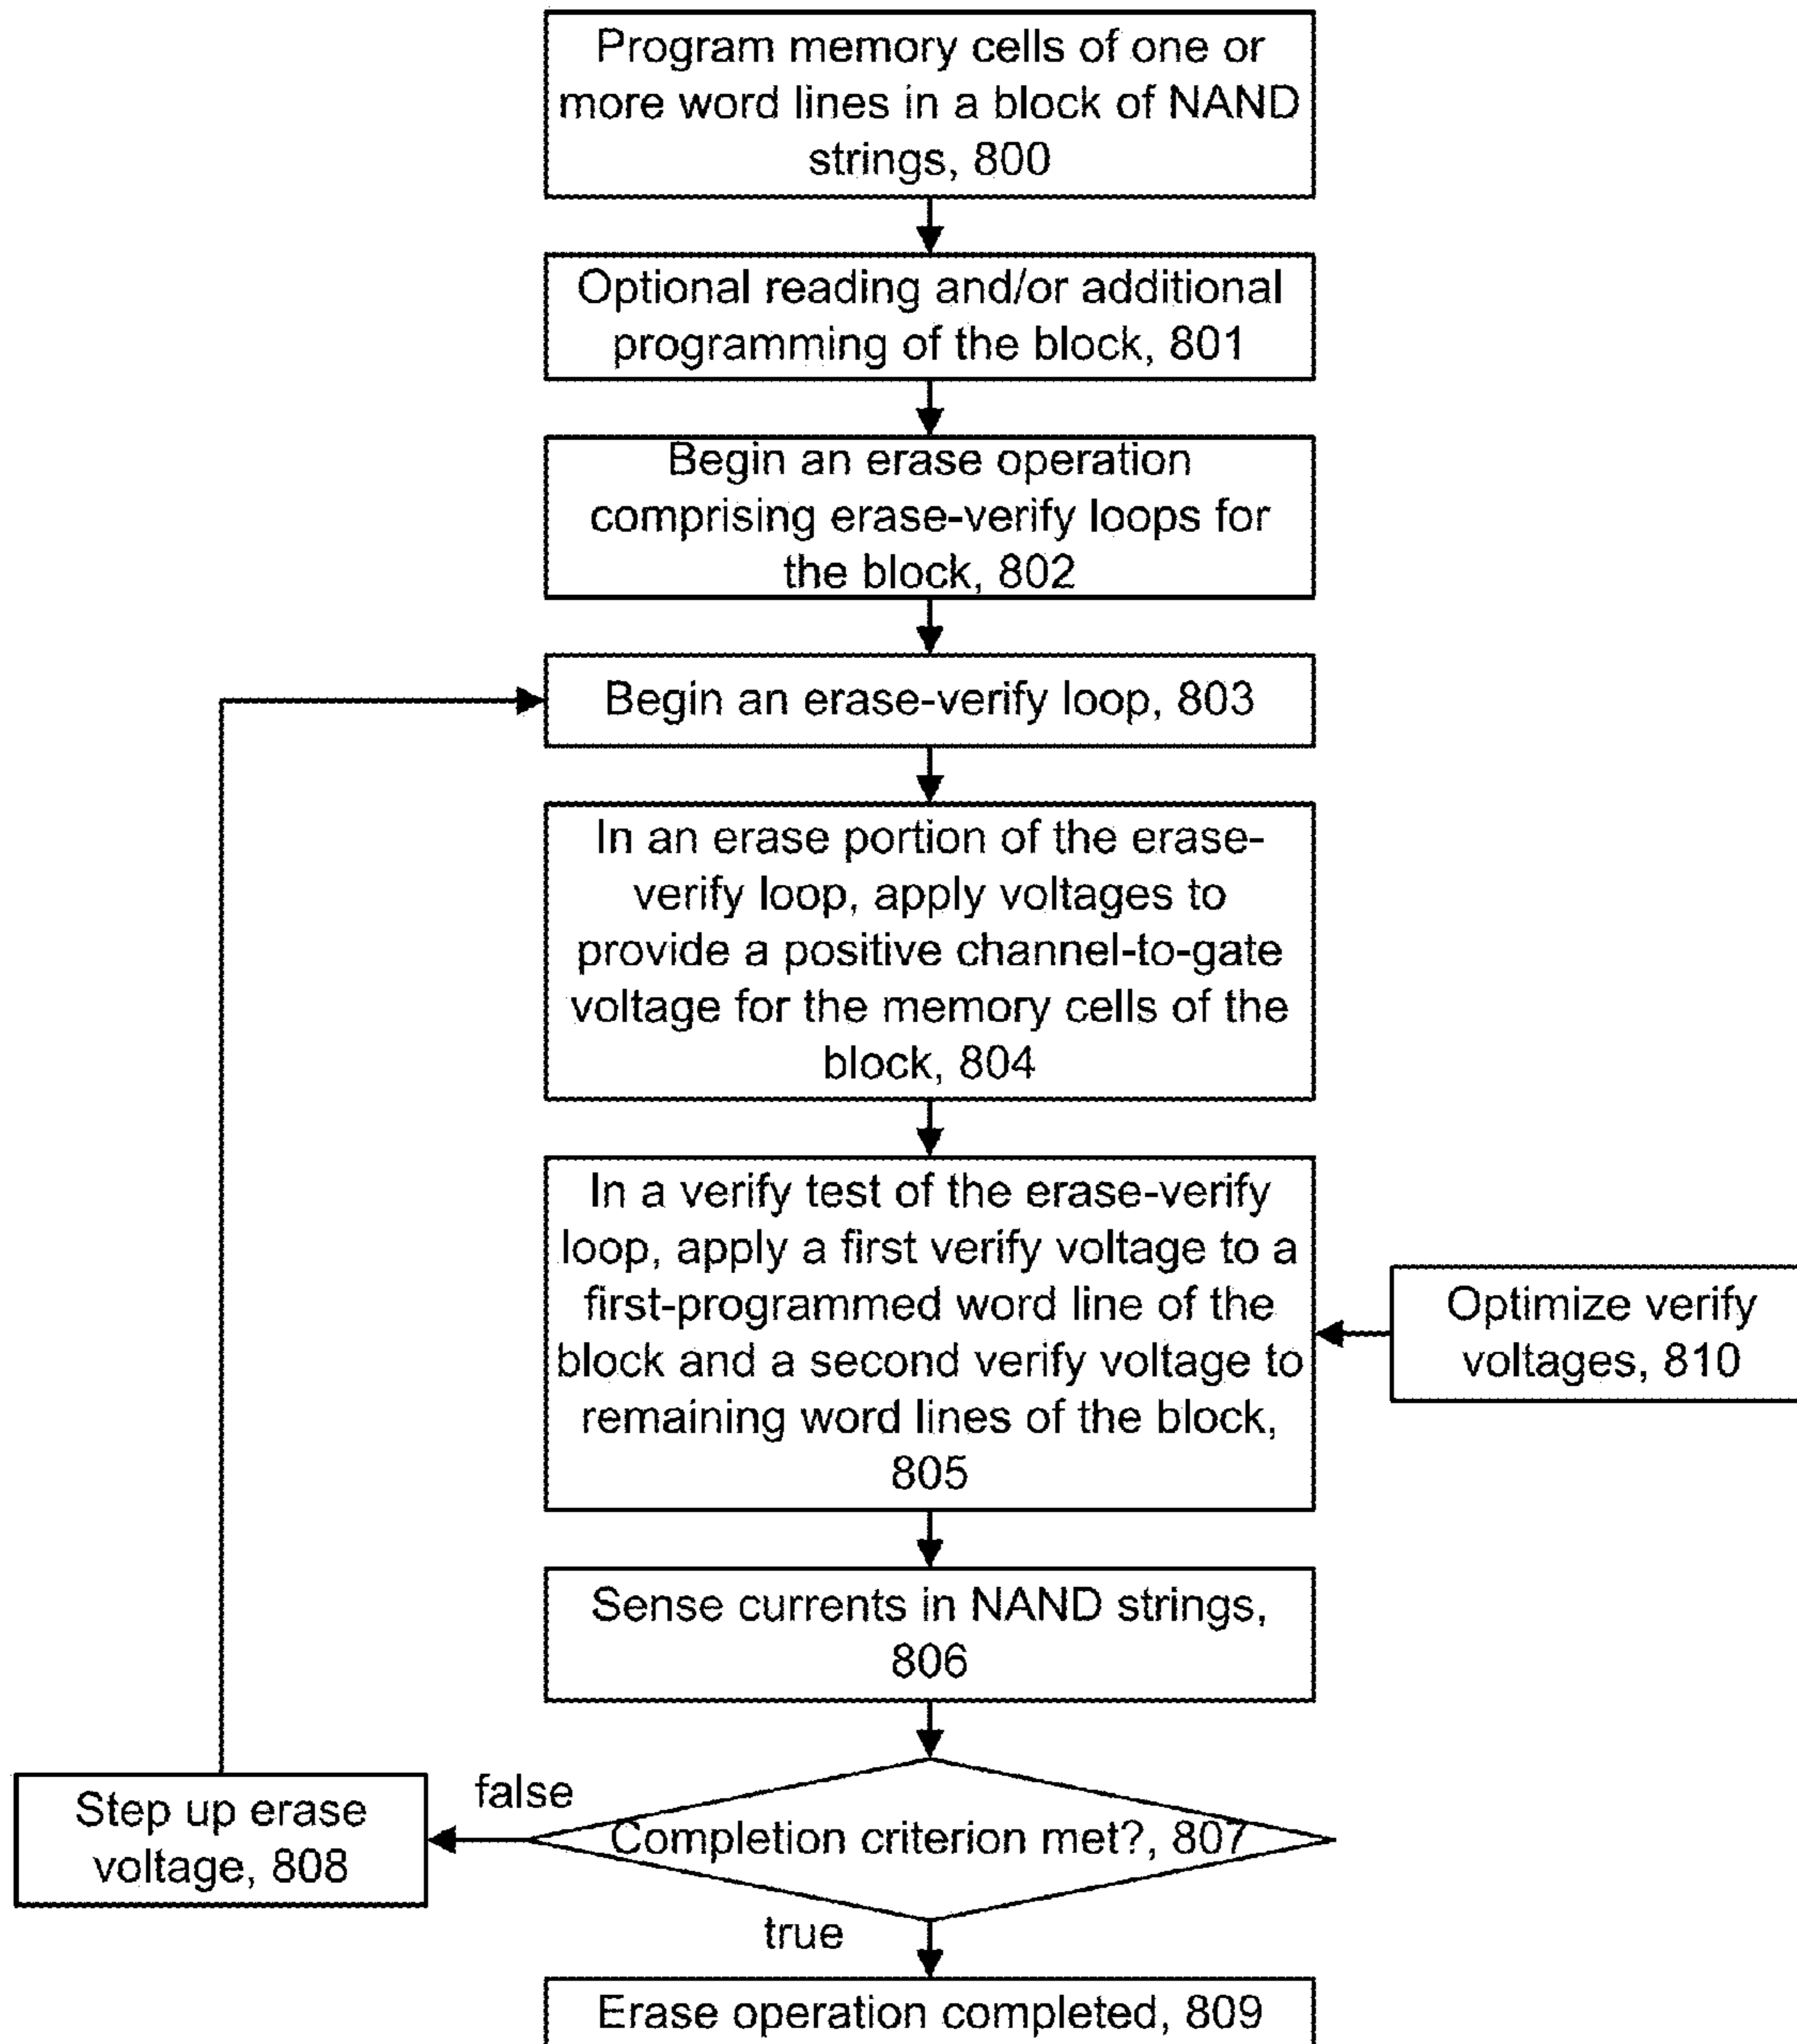 Program memory cells of one or
more word lines in a block of NAND
strings, 800
Optional reading and/or additional
programming of the block, 801
Begin an erase operation
comprising erase-verify loops for
the block, 802
Begin an erase-verify loop, 803
In an erase portion of the erase-
verify loop, apply voltages to
provide a positive channel-to-gate
voltage for the memory cells of the
block, 804
In a verify test of the erase-verify
loop, apply a first verify voltage to a
first-programmed word line of the
block and a second verify voltage to
remaining word lines of the block,
805
Optimize verify
voltages, 810
Sense currents in NAND strings,
806
Completion criterion met?, 807
false
Step up erase
voltage, 808
true
Erase operation completed, 809